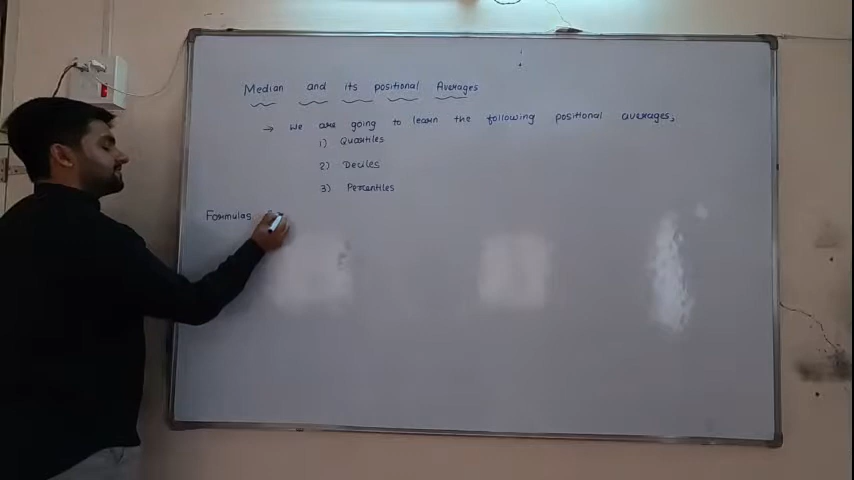 Median and its positional Averages
→ we are going to learn the following positional averages,
1) Quartiles
2) Deciles
3) Percentiles
Formulas